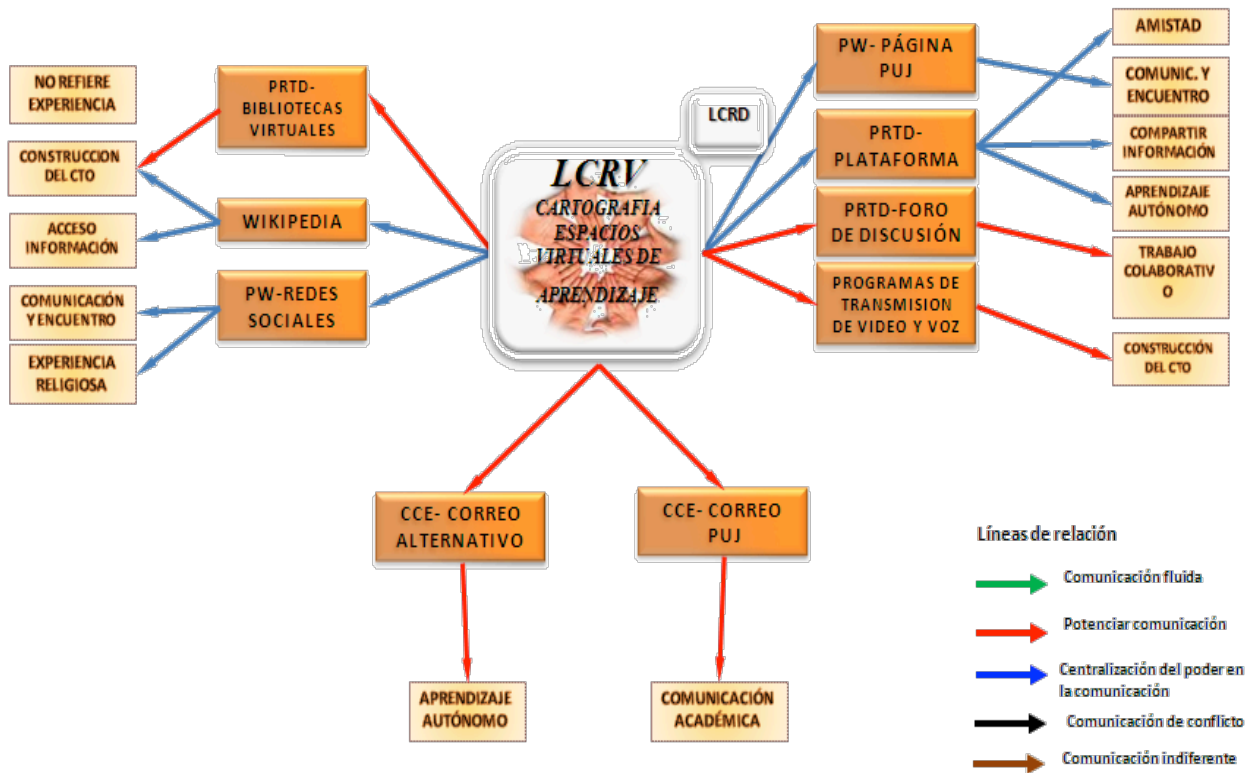 NO REFIERE
EXPERIENCIA
CONSTRUCCION
DEL CTO
ACCESO
INFORMACIÓN
COMUNICACIÓN
Y ENCUENTRO
EXPERIENCIA
RELIGIOSA
PRTD-
BIBLIOTECAS
VIRTUALES
WIKIPEDIA
PW-REDES
SOCIALES
LCRD
LCRV
CARTOGRAFIA
ESPACIOS
VIRTUALES DE
APRENDIZAJE
PW- PÁGINA
PUJ
PRTD-
PLATAFORMA
PRTD-FORO
DE DISCUSIÓN
PROGRAMAS DE
TRANSMISION
DE VIDEO Y VOZ
AMISTAD
COMUNIC. Y
ENCUENTRO
COMPARTIR
INFORMACIÓN
APRENDIZAJE
AUTÓNOMO
TRABAJO
COLABORATIV
O
CONSTRUCCIÓN
DEL CTO
CCE- CORREO
ALTERNATIVO
CCE- CORREO
PUJ
APRENDIZAJE
AUTÓNOMO
COMUNICACIÓN
ACADÉMICA
Líneas de relación
Comunicación fluida
Potenciar comunicación
Centralización del poder en
la comunicación
Comunicación de conflicto
Comunicación indiferente